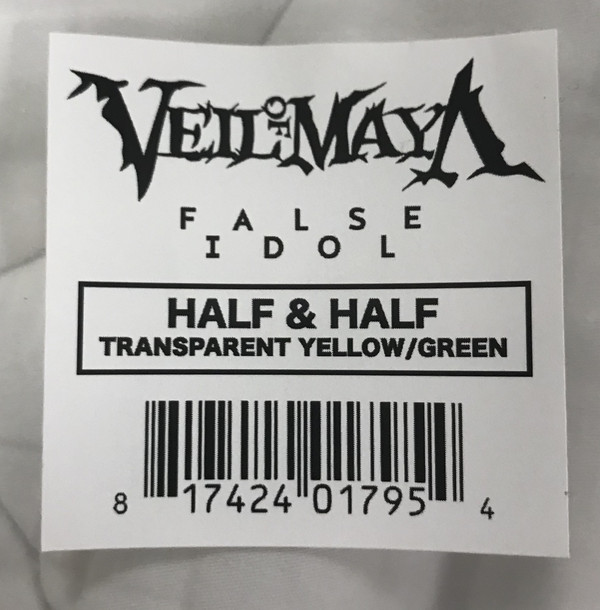 VEIL OF MAYA
FALSE
IDOL
HALF & HALF
TRANSPARENT YELLOW/GREEN
8 17424 01795 4